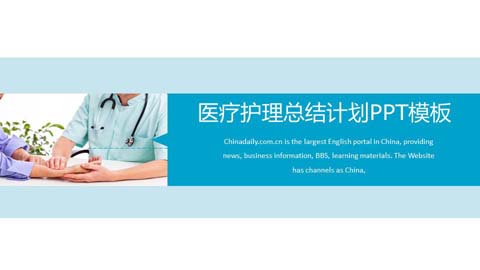 医疗护理总结计划PPT模板
Chinadaily.com.cn is the largest English portal in China, providing
news, business information, BBS, learning materials. The Website
has channels as China,